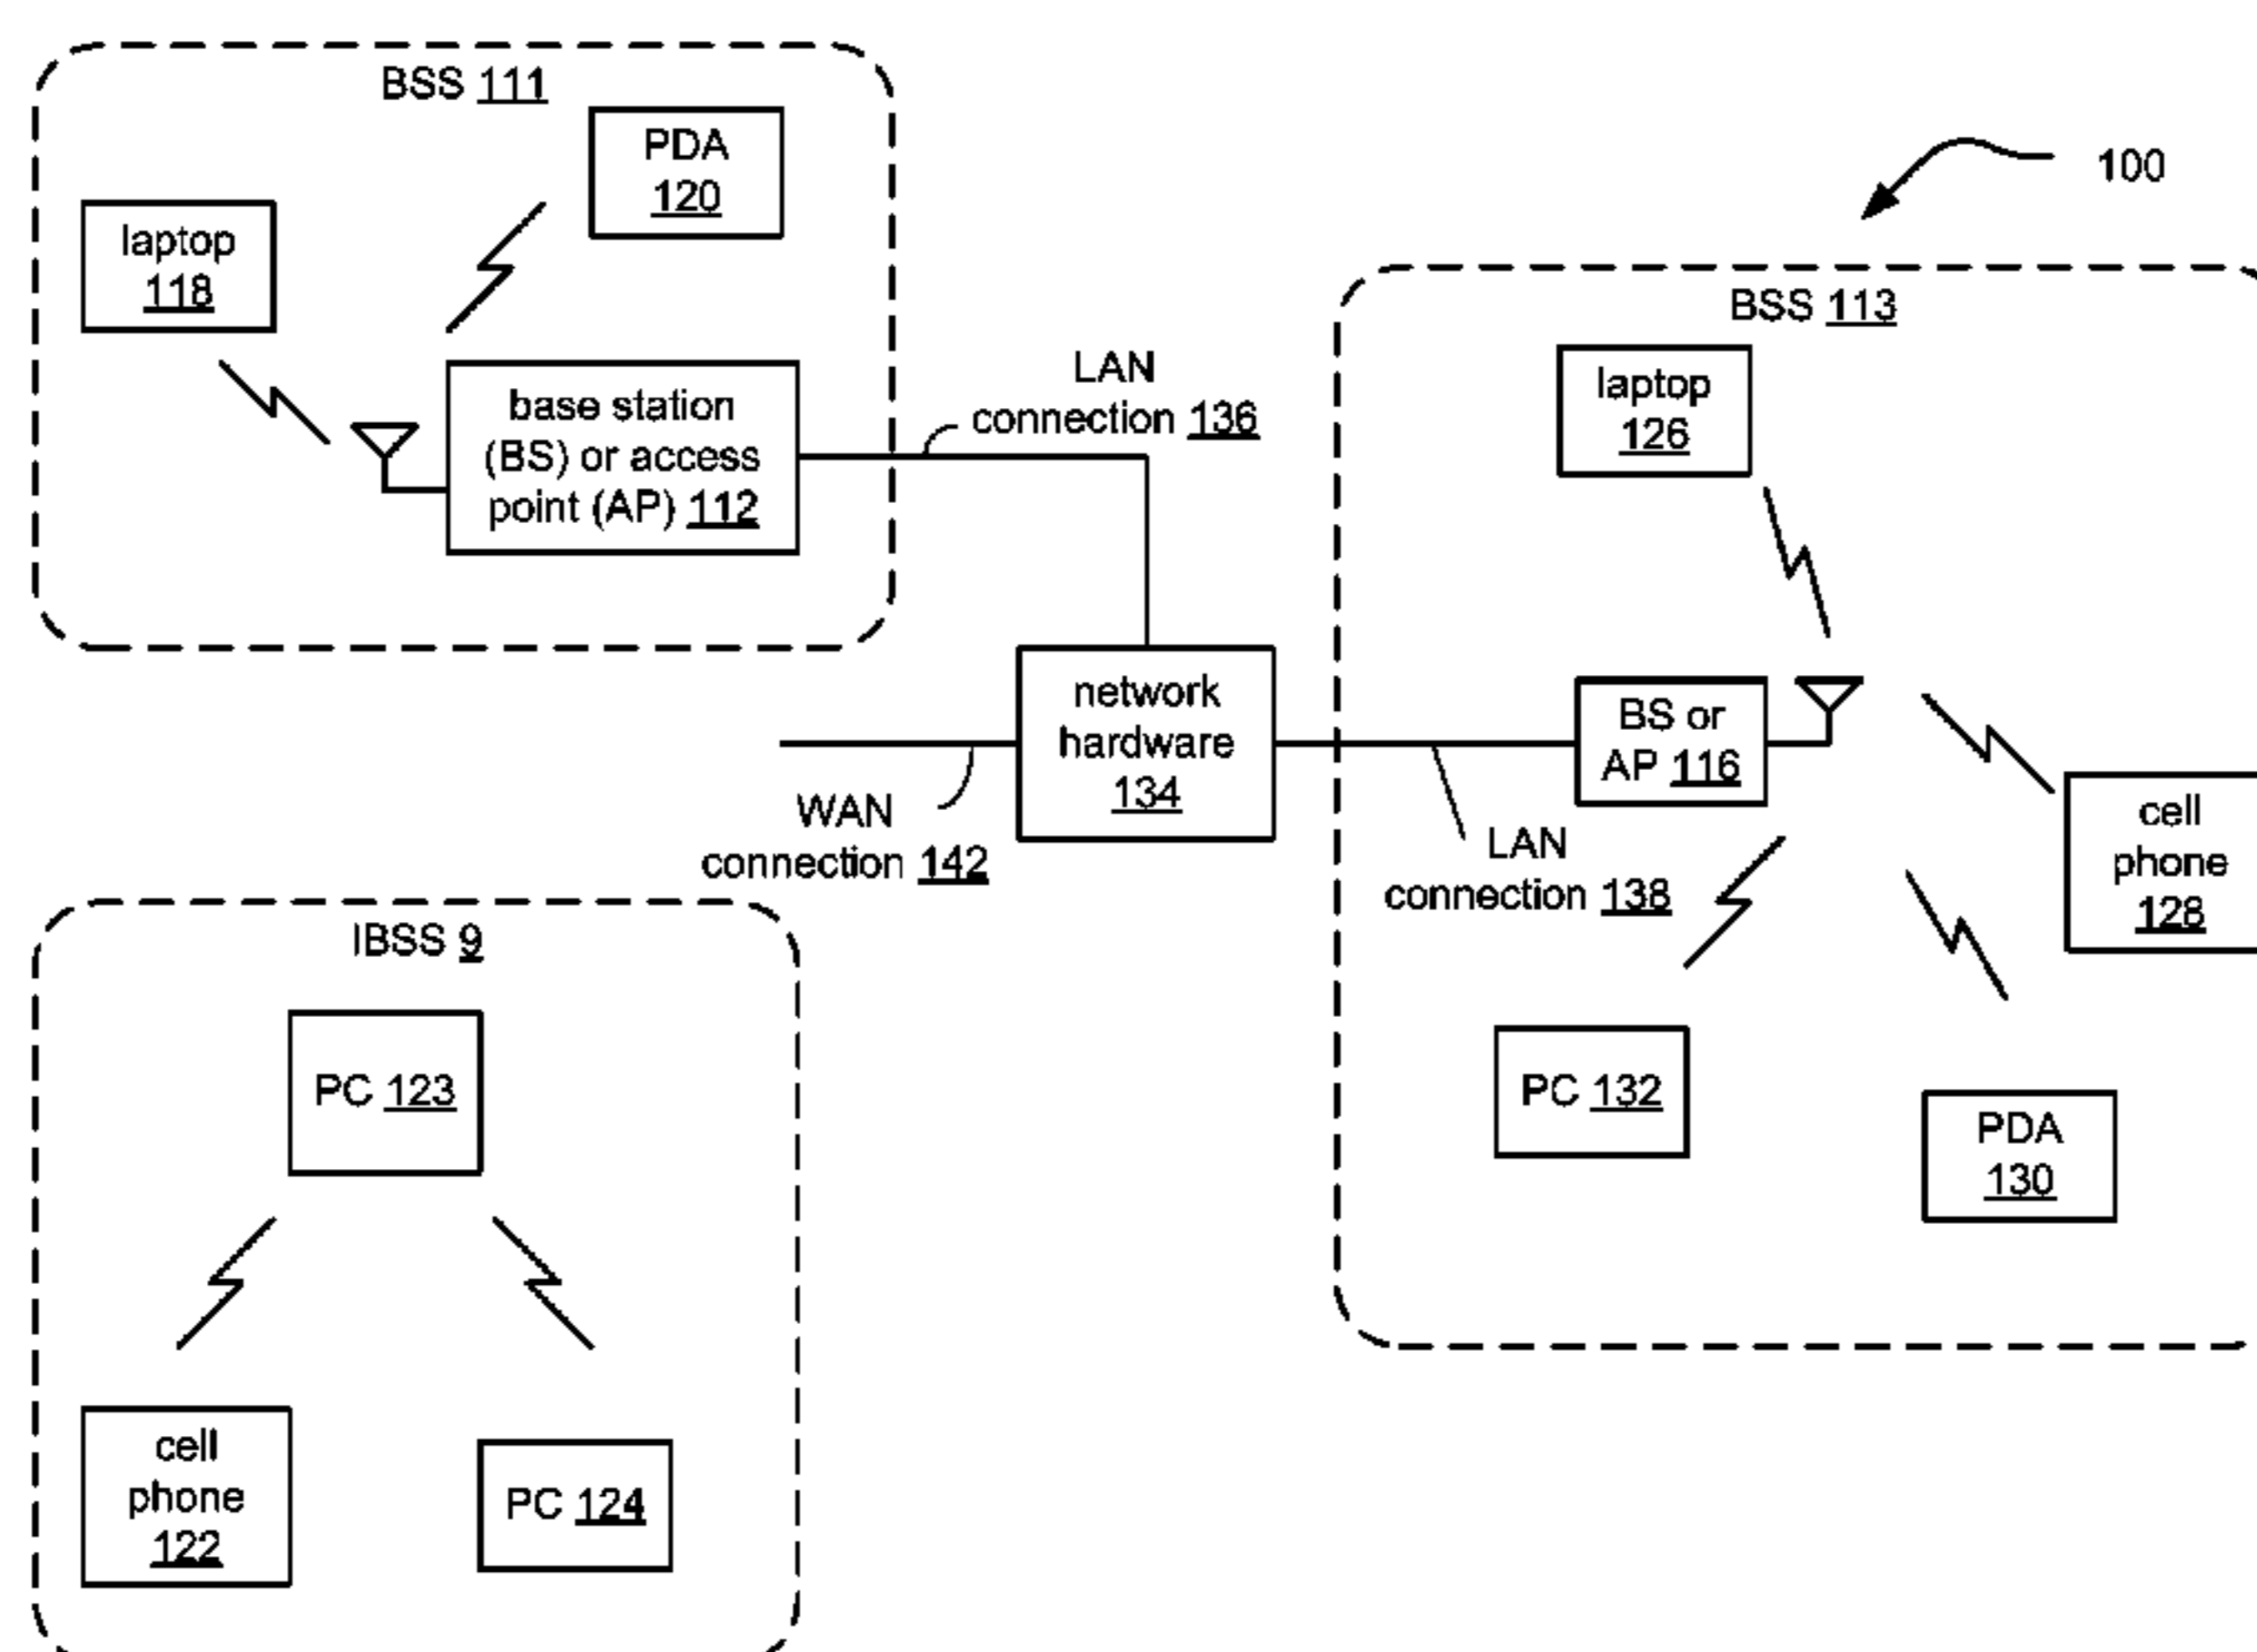 BSS 111
PDA
120
laptop
118
base station
(BS) or access
point (AP) 112
LAN
connection 136
100
BSS 113
laptop
126
network
hardware
134
WAN
connection 142
BS or
AP 116
LAN
connection 138
cell
phone
128
PC 132
PDA
130
IBSS 9
PC 123
cell
phone
122
PC 124